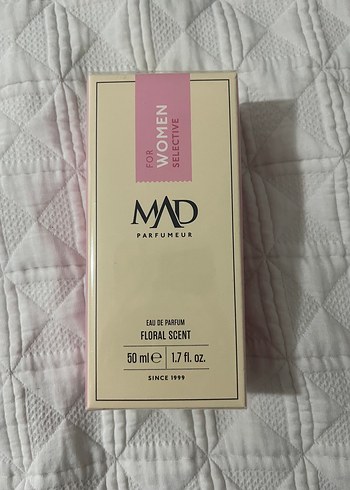 FOR
WOMEN
SELECTIVE
MAD
PARFUMEUR
EAU DE PARFUM
FLORAL SCENT
50 ml ℮ 1.7 fl. oz.
SINCE 1999